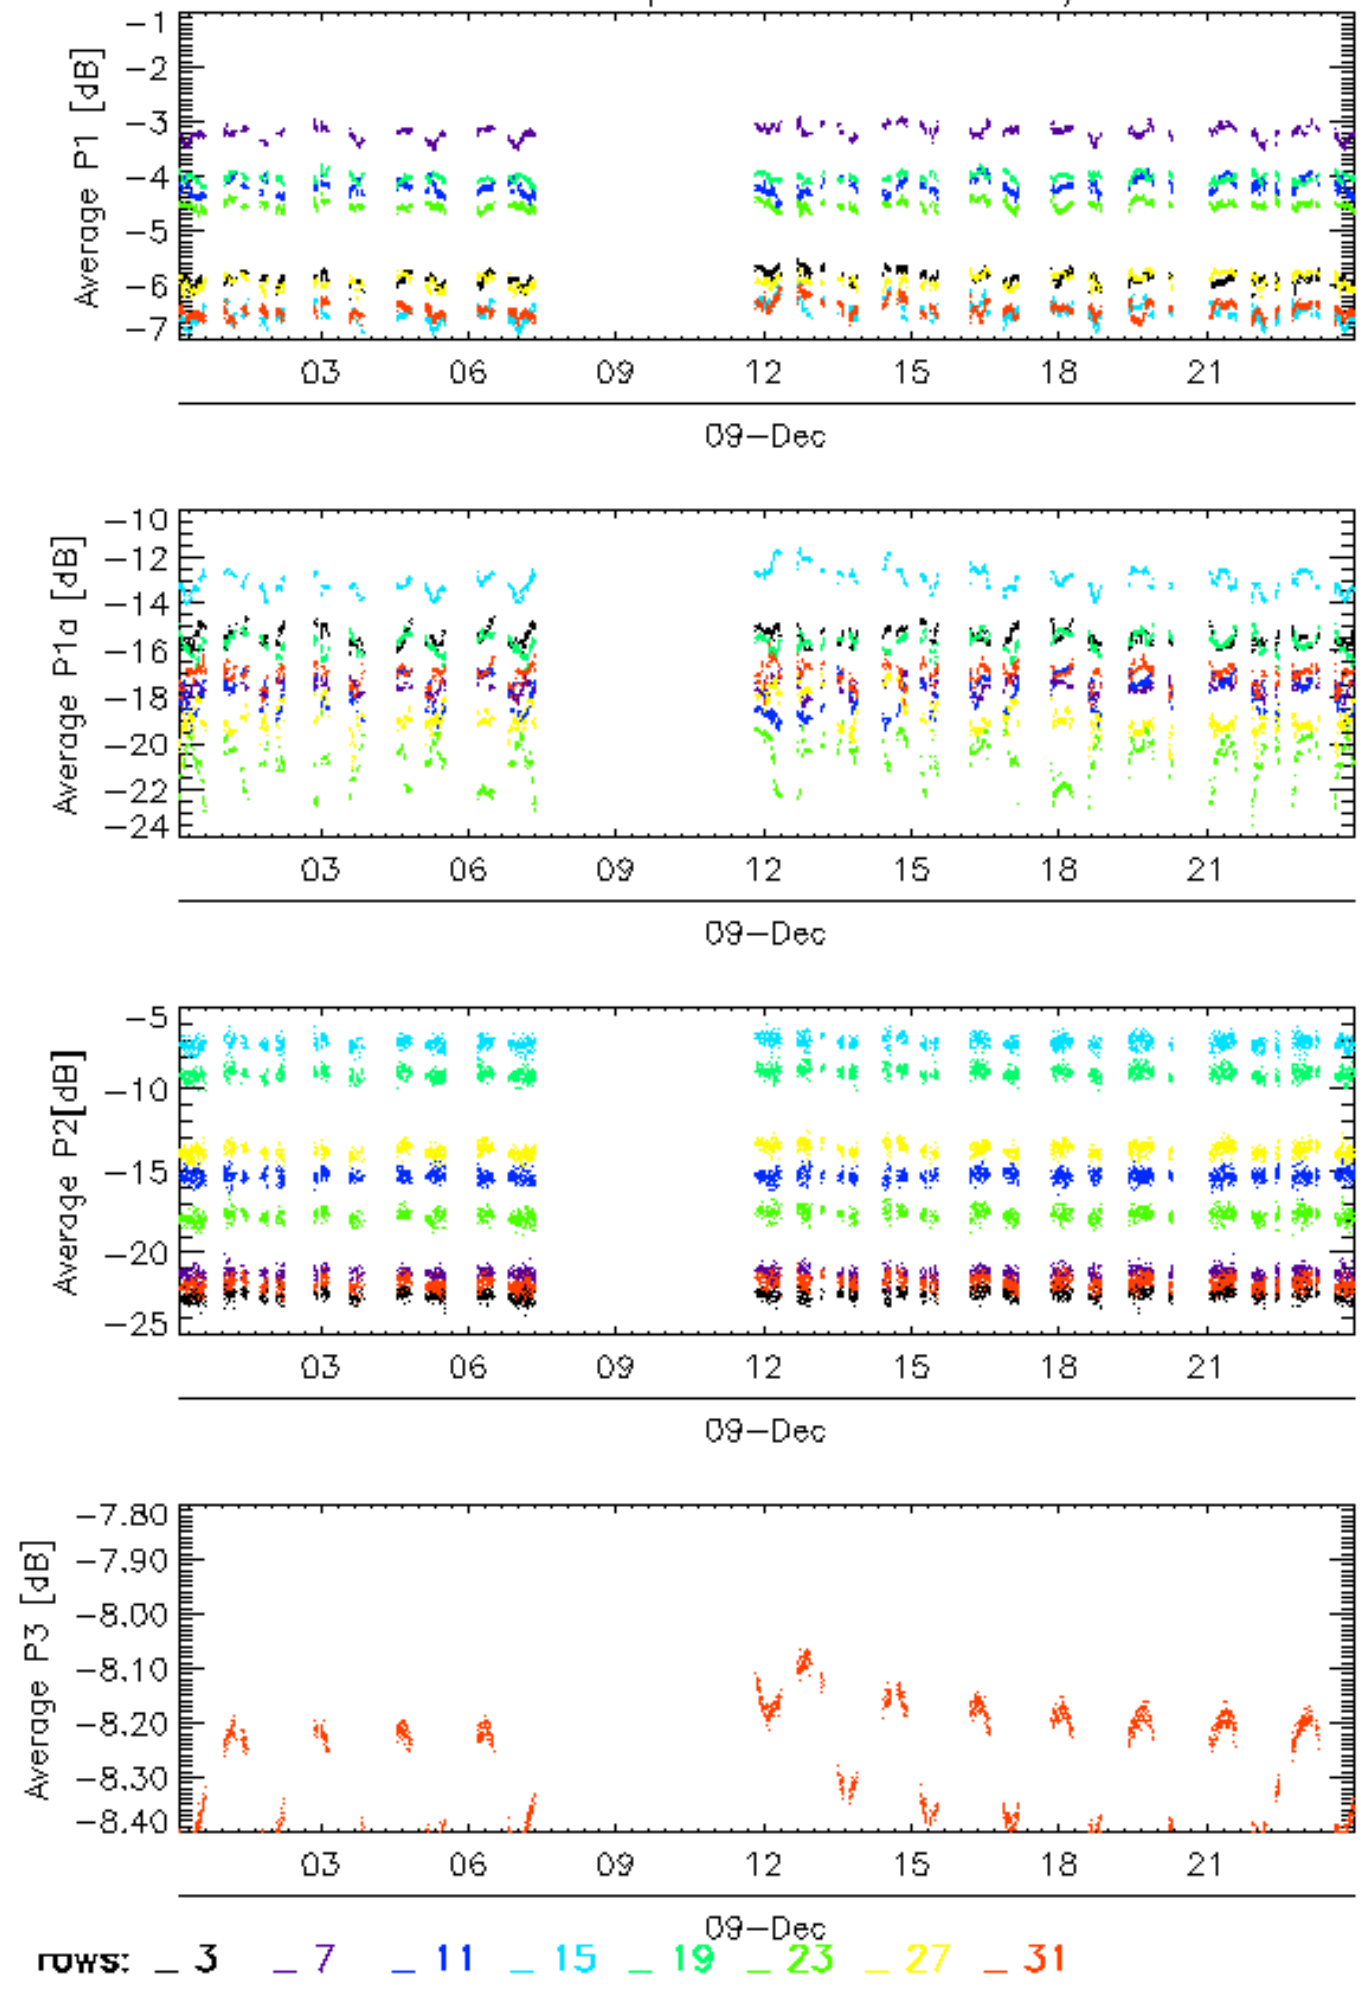 Average P1 [dB]
-1
-2
-3
-4
-5
-6
-7
03 06 09 12 15 18 21
09-Dec
Average P1a [dB]
-10
-12
-14
-16
-18
-20
-22
-24
03 06 09 12 15 18 21
09-Dec
Average P2[dB]
-5
-10
-15
-20
-25
03 06 09 12 15 18 21
09-Dec
Average P3 [dB]
-7.80
-7.90
-8.00
-8.10
-8.20
-8.30
-8.40
03 06 09 12 15 18 21
09-Dec
rows: _ 3 _ 7 _ 11 _ 15 _ 19 _ 23 _ 27 _ 31